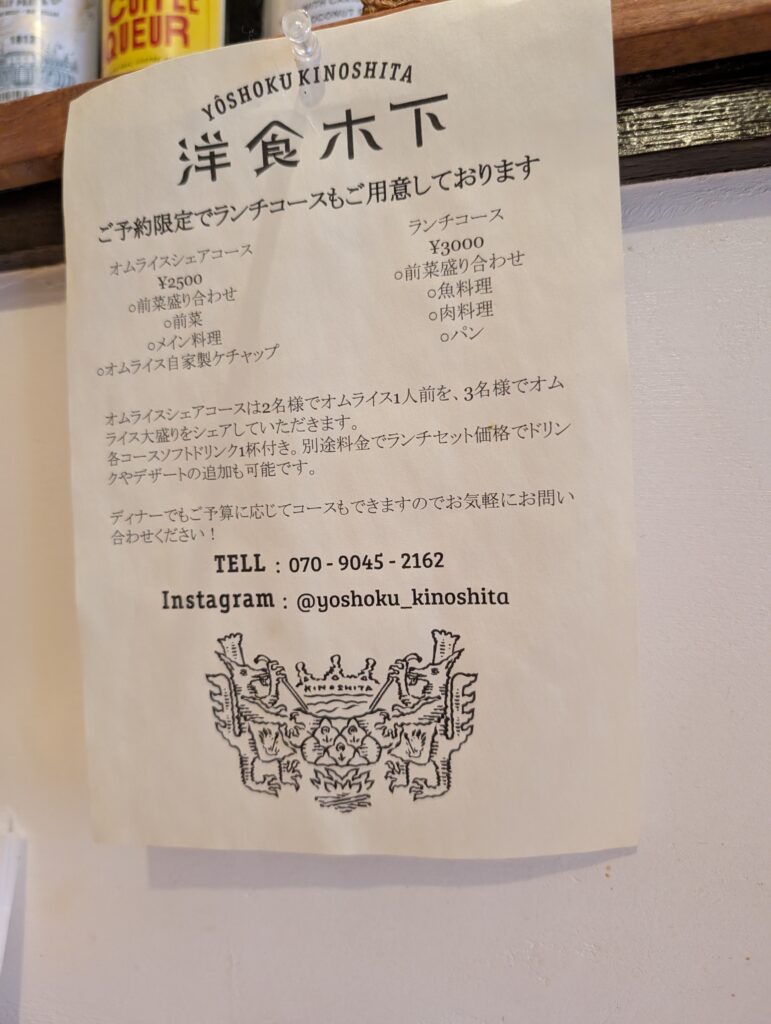 COFFEE
QUEUR
1812
COCONUT
YÔSHOKU KINOSHITA
洋食木下
ご予約限定でランチコースもご用意しております
オムライスシェアコース
¥2500
○前菜盛り合わせ
○前菜
○メイン料理
○オムライス自家製ケチャップ
ランチコース
¥3000
○前菜盛り合わせ
○魚料理
○肉料理
○パン
オムライスシェアコースは2名様でオムライス1人前を、3名様でオム
ライス大盛りをシェアしていただきます。
各コースソフトドリンク1杯付き。別途料金でランチセット価格でドリン
クやデザートの追加も可能です。
ディナーでもご予算に応じてコースもできますのでお気軽にお問い
合わせください！
TELL : 070 - 9045 - 2162
Instagram : @yoshoku_kinoshita
KINOSHITA